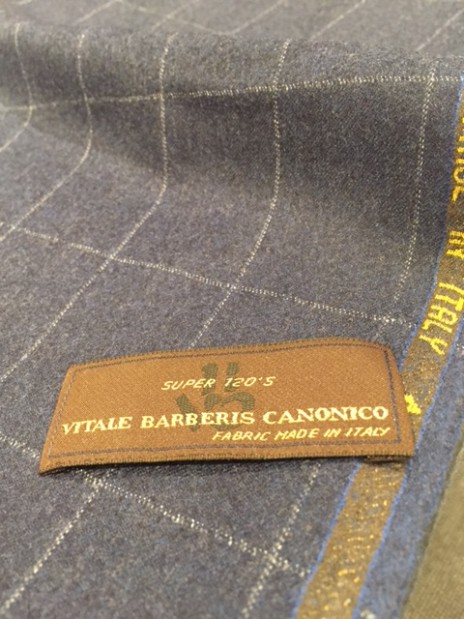 SUPER 120'S
VITALE BARBERIS CANONICO
FABRIC MADE IN ITALY
IN ITALY